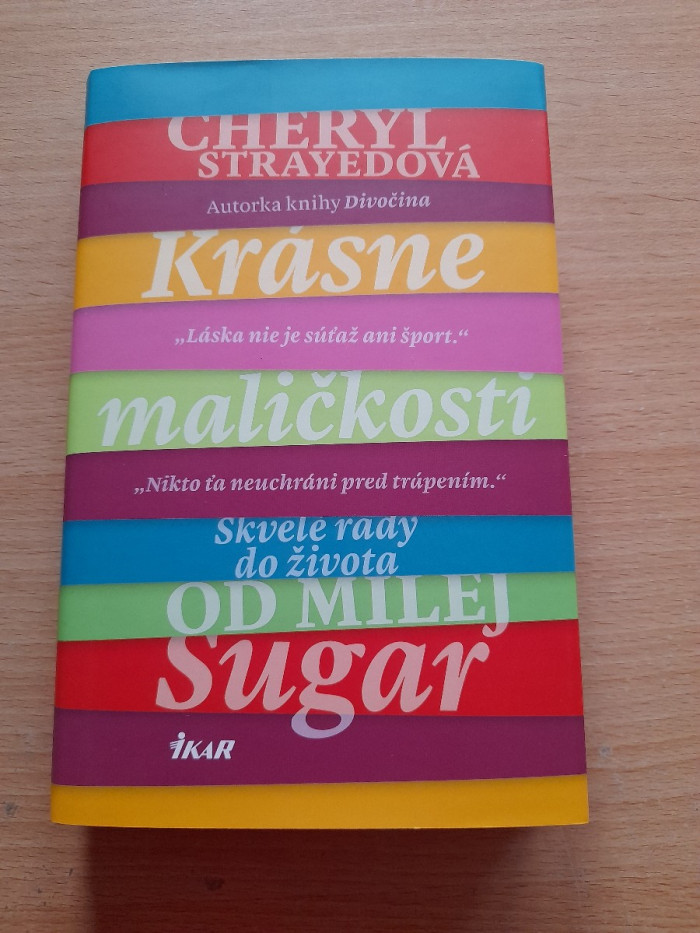 CHERYL
STRAYEDOVÁ
Autorka knihy Divočina
Krásne
„Láska nie je súťaž ani šport.“
maličkosti
„Nikto ťa neuchráni pred trápením.“
Skvelé rady
do života
OD MILEJ
Sugar
iKAR